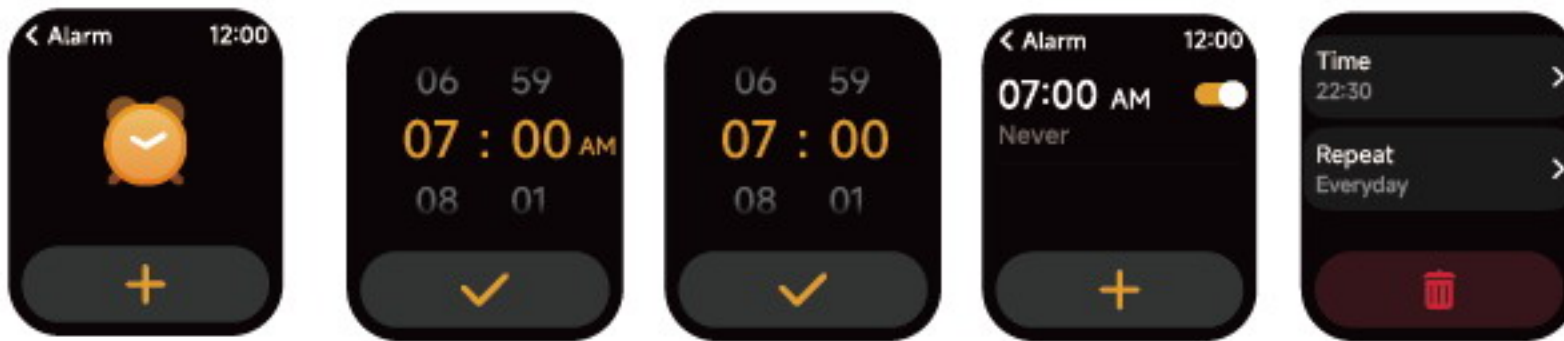 < Alarm 12:00
06 59
07 : 00 AM
08 01
06 59
07 : 00
08 01
< Alarm 12:00
07:00 AM
Never
Time
22:30
Repeat
Everyday